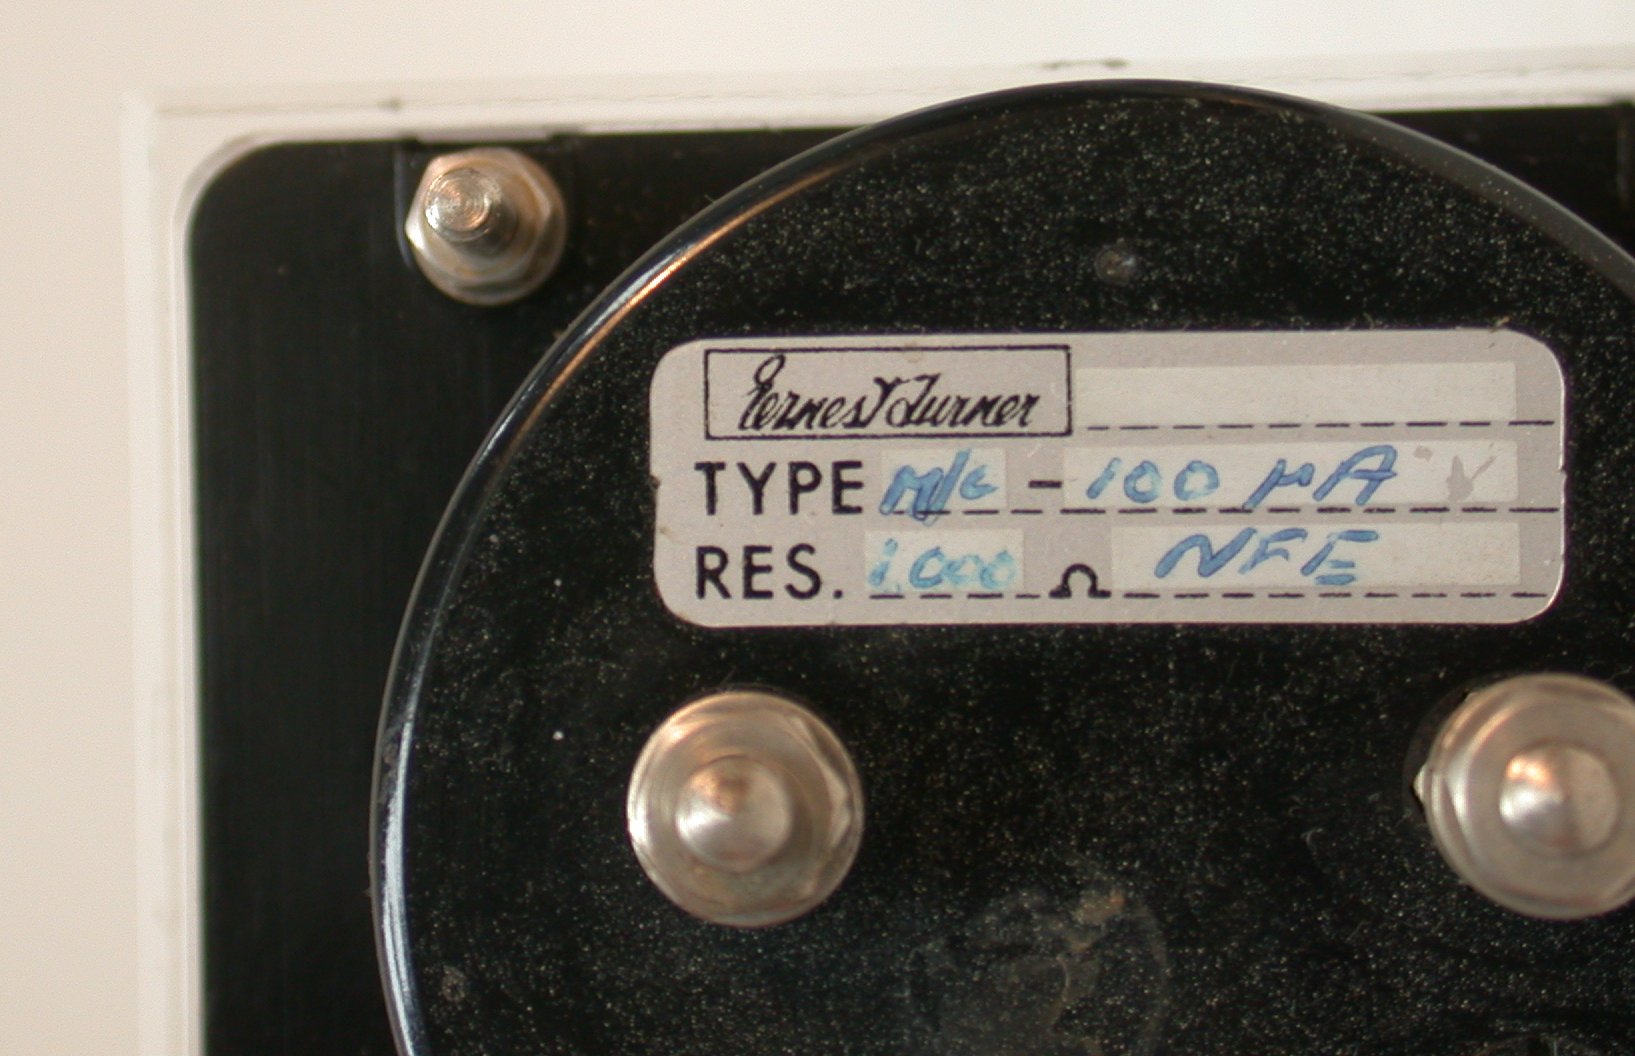 Ernest Turner
TYPE M/C - 100 µA
RES. 1,000 Ω NFE